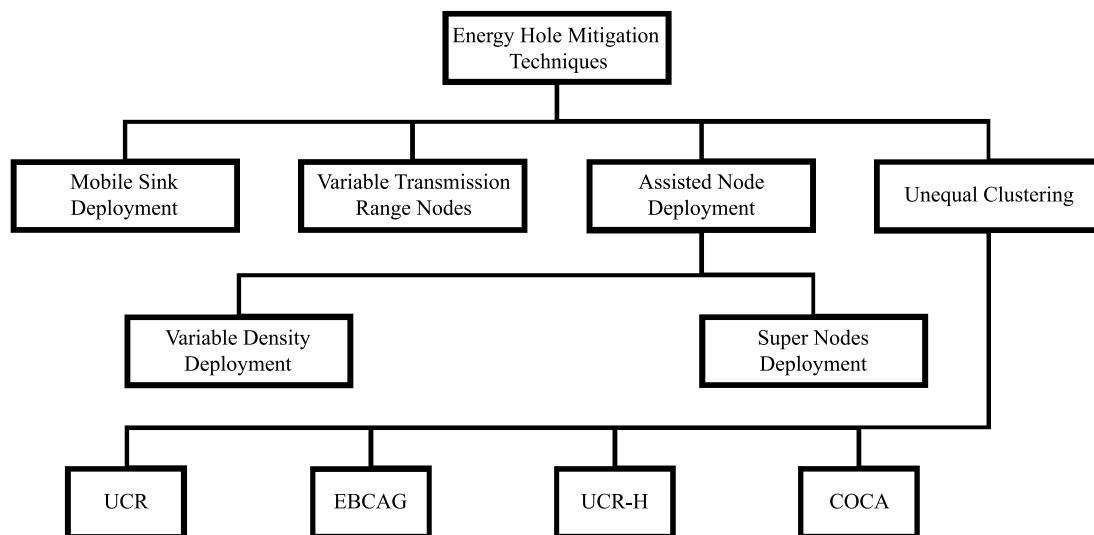 Energy Hole Mitigation
Techniques
Mobile Sink
Deployment
Variable Transmission
Range Nodes
Assisted Node
Deployment
Unequal Clustering
Variable Density
Deployment
Super Nodes
Deployment
UCR
EBCAG
UCR-H
COCA